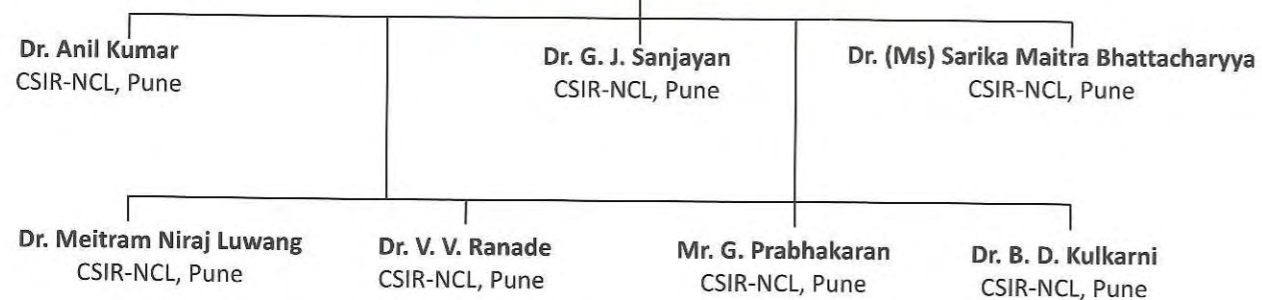 Dr. Anil Kumar
CSIR-NCL, Pune
Dr. G. J. Sanjayan
CSIR-NCL, Pune
Dr. (Ms) Sarika Maitra Bhattacharyya
CSIR-NCL, Pune
Dr. Meitram Niraj Luwang
CSIR-NCL, Pune
Dr. V. V. Ranade
CSIR-NCL, Pune
Mr. G. Prabhakaran
CSIR-NCL, Pune
Dr. B. D. Kulkarni
CSIR-NCL, Pune